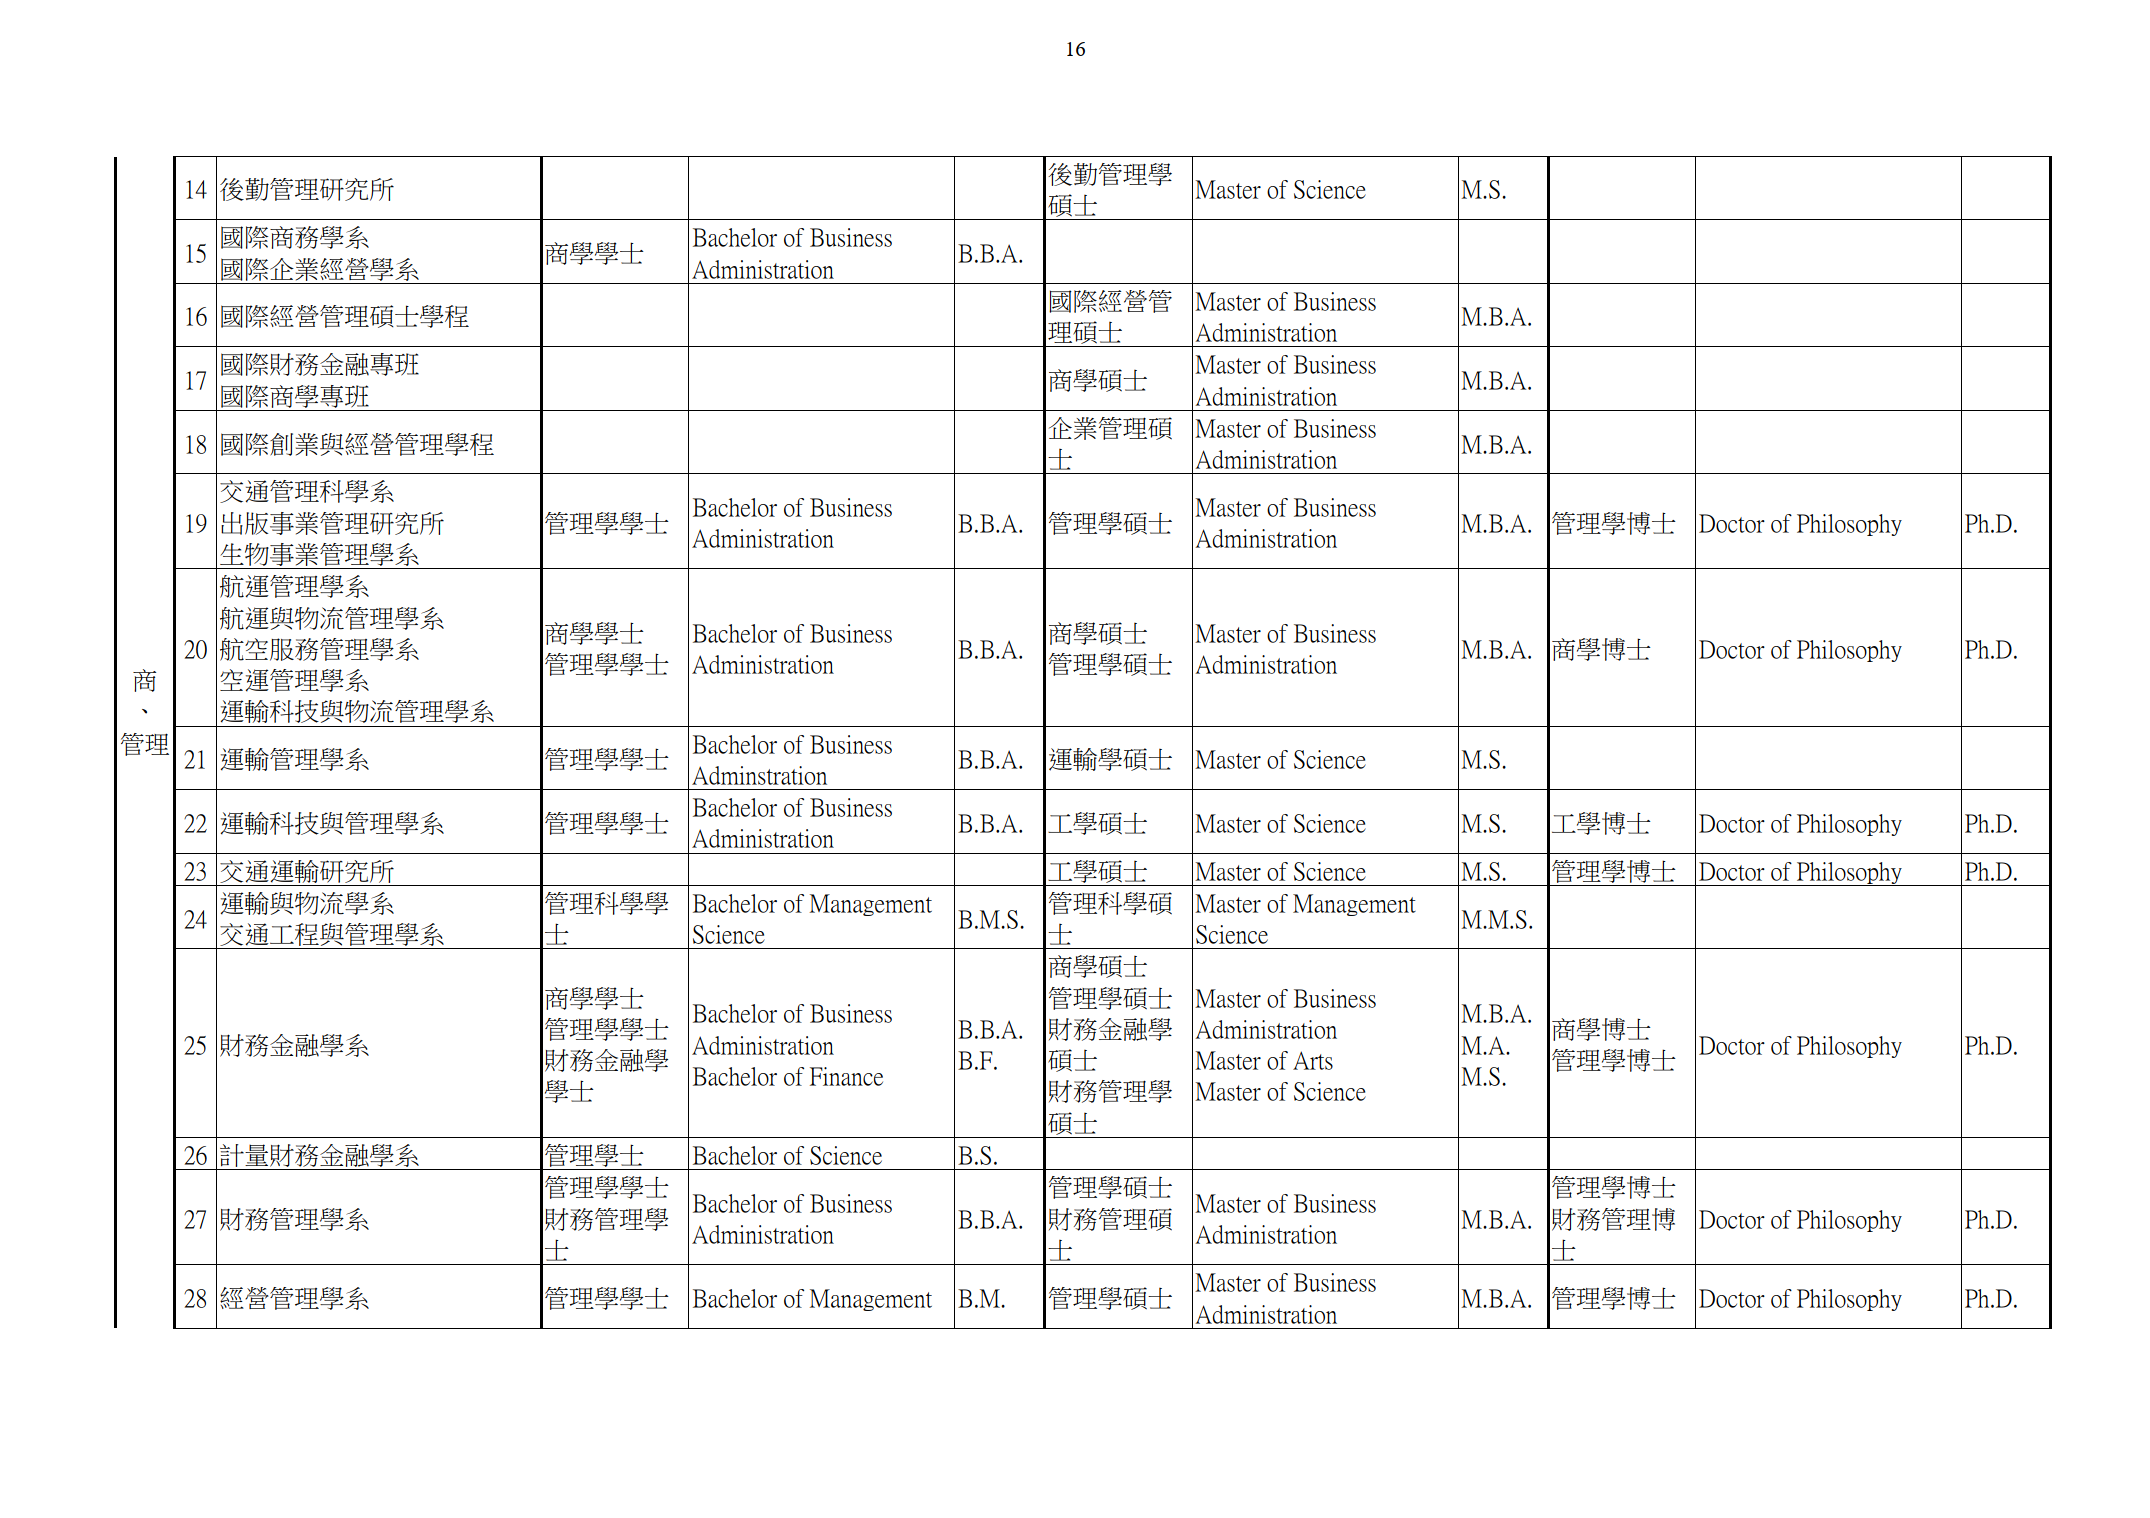 16
商
、
管理
14 後勤管理研究所 後勤管理學 Master of Science M.S.
碩士
15 國際商務學系 商學學士 Bachelor of Business B.B.A.
國際企業經營學系 Administration
16 國際經營管理碩士學程 國際經營管 Master of Business M.B.A.
理碩士 Administration
17 國際財務金融專班 商學碩士 Master of Business M.B.A.
國際商學專班 Administration
18 國際創業與經營管理學程 企業管理碩 Master of Business M.B.A.
士 Administration
19 交通管理科學系 管理學學士 Bachelor of Business B.B.A. 管理學碩士 Master of Business M.B.A. 管理學博士 Doctor of Philosophy Ph.D.
出版事業管理研究所 Administration Administration
生物事業管理學系
20 航運管理學系 商學學士 Bachelor of Business B.B.A. 商學碩士 Master of Business M.B.A. 商學博士 Doctor of Philosophy Ph.D.
航運與物流管理學系 管理學學士 Administration 管理學碩士 Administration
航空服務管理學系
空運管理學系
運輸科技與物流管理學系
21 運輸管理學系 管理學學士 Bachelor of Business B.B.A. 運輸學碩士 Master of Science M.S.
Adminstration
22 運輸科技與管理學系 管理學學士 Bachelor of Business B.B.A. 工學碩士 Master of Science M.S. 工學博士 Doctor of Philosophy Ph.D.
Administration
23 交通運輸研究所 工學碩士 Master of Science M.S. 管理學博士 Doctor of Philosophy Ph.D.
24 運輸與物流學系 管理科學學 Bachelor of Management B.M.S. 管理科學碩 Master of Management M.M.S.
交通工程與管理學系 士 Science 士 Science
25 財務金融學系 商學學士 Bachelor of Business B.B.A. 商學碩士 Master of Business M.B.A. 商學博士 Doctor of Philosophy Ph.D.
管理學學士 Administration B.F. 管理學碩士 Administration M.A. 管理學博士
財務金融學 Bachelor of Finance 財務金融學 Master of Arts M.S.
學士 碩士 Master of Science
財務管理學
碩士
26 計量財務金融學系 管理學士 Bachelor of Science B.S.
27 財務管理學系 管理學學士 Bachelor of Business B.B.A. 管理學碩士 Master of Business M.B.A. 管理學博士 Doctor of Philosophy Ph.D.
財務管理學 Administration 財務管理碩 Administration 財務管理博
士 士 士
28 經營管理學系 管理學學士 Bachelor of Management B.M. 管理學碩士 Master of Business M.B.A. 管理學博士 Doctor of Philosophy Ph.D.
Administration